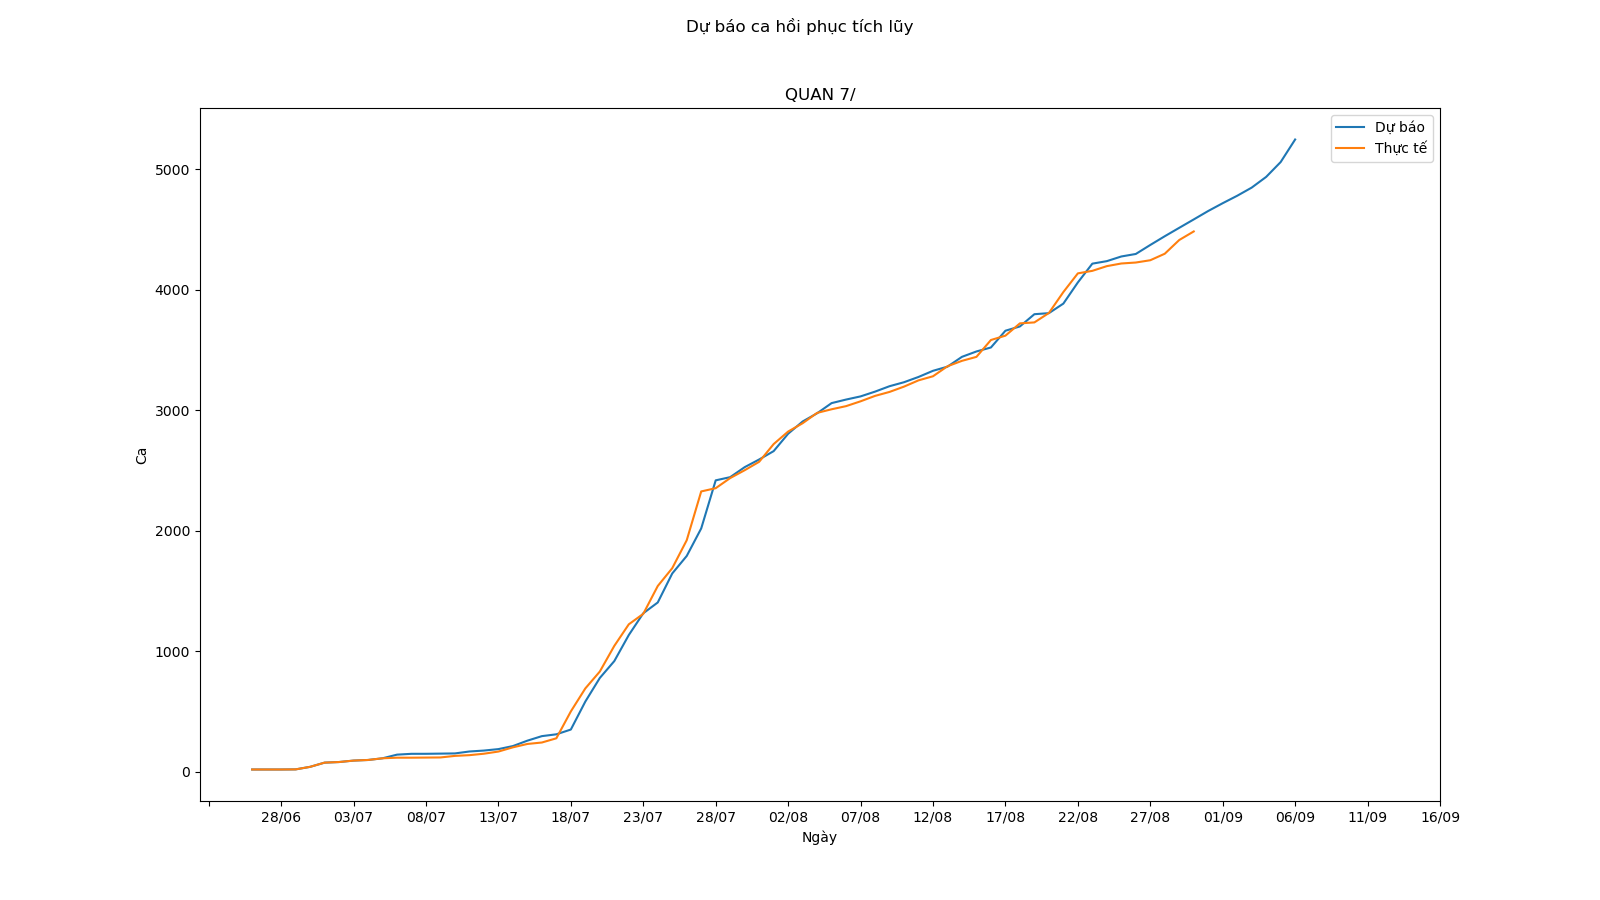 Dự báo ca hồi phục tích lũy
QUAN 7/
Dự báo
Thực tế
5000
4000
3000
2000
1000
0
Ca
28/06 03/07 08/07 13/07 18/07 23/07 28/07 02/08 07/08 12/08 17/08 22/08 27/08 01/09 06/09 11/09 16/09
Ngày